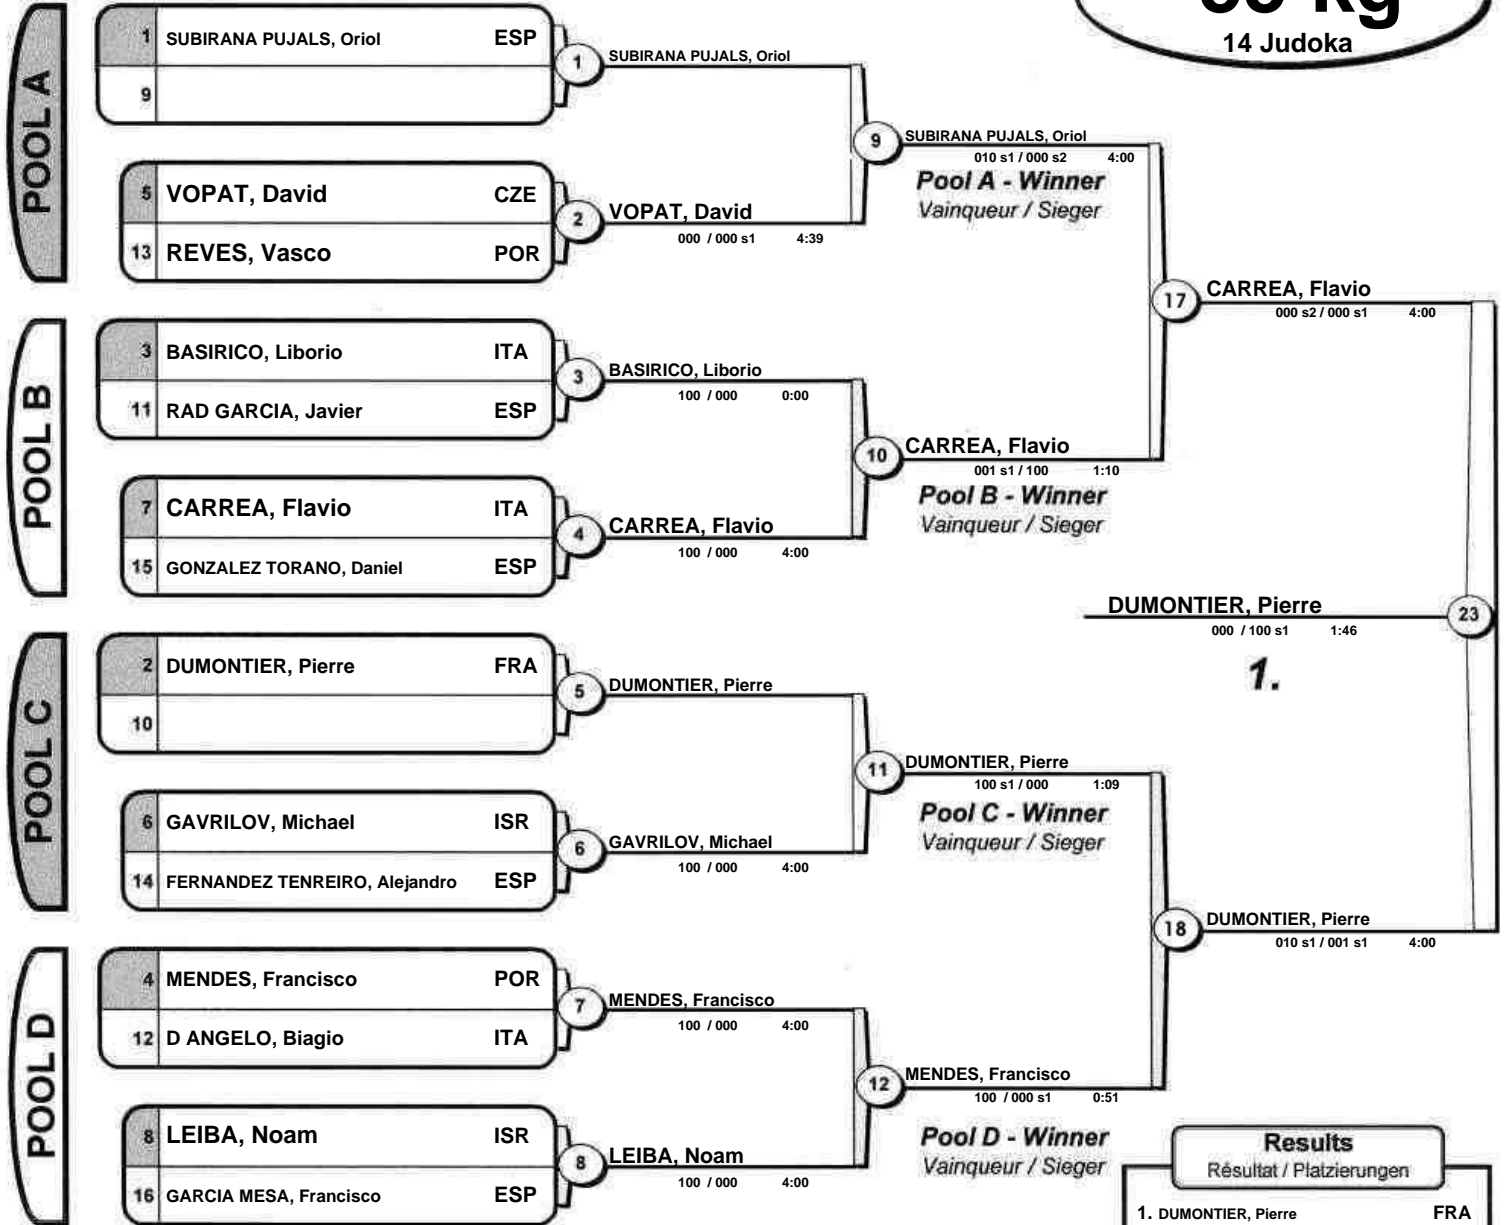 kg
14 Judoka
POOL A
1 SUBIRANA PUJALS, Oriol ESP
9
1
SUBIRANA PUJALS, Oriol
5 VOPAT, David CZE
13 REVES, Vasco POR
2
VOPAT, David
000 / 000 s1 4:39
9
SUBIRANA PUJALS, Oriol
010 s1 / 000 s2 4:00
Pool A - Winner
Vainqueur / Sieger
POOL B
3 BASIRICO, Liborio ITA
11 RAD GARCIA, Javier ESP
3
BASIRICO, Liborio
100 / 000 0:00
7 CARREA, Flavio ITA
15 GONZALEZ TORANO, Daniel ESP
4
CARREA, Flavio
100 / 000 4:00
10
CARREA, Flavio
001 s1 / 100 1:10
Pool B - Winner
Vainqueur / Sieger
17
CARREA, Flavio
000 s2 / 000 s1 4:00
POOL C
2 DUMONTIER, Pierre FRA
10
5
DUMONTIER, Pierre
6 GAVRILOV, Michael ISR
14 FERNANDEZ TENREIRO, Alejandro ESP
6
GAVRILOV, Michael
100 / 000 4:00
11
DUMONTIER, Pierre
100 s1 / 000 1:09
Pool C - Winner
Vainqueur / Sieger
POOL D
4 MENDES, Francisco POR
12 D ANGELO, Biagio ITA
7
MENDES, Francisco
100 / 000 4:00
8 LEIBA, Noam ISR
16 GARCIA MESA, Francisco ESP
8
LEIBA, Noam
100 / 000 4:00
12
MENDES, Francisco
100 / 000 s1 0:51
Pool D - Winner
Vainqueur / Sieger
18
DUMONTIER, Pierre
010 s1 / 001 s1 4:00
23
DUMONTIER, Pierre
000 / 100 s1 1:46
1.
Results
Résultat / Platzierungen
1. DUMONTIER, Pierre FRA